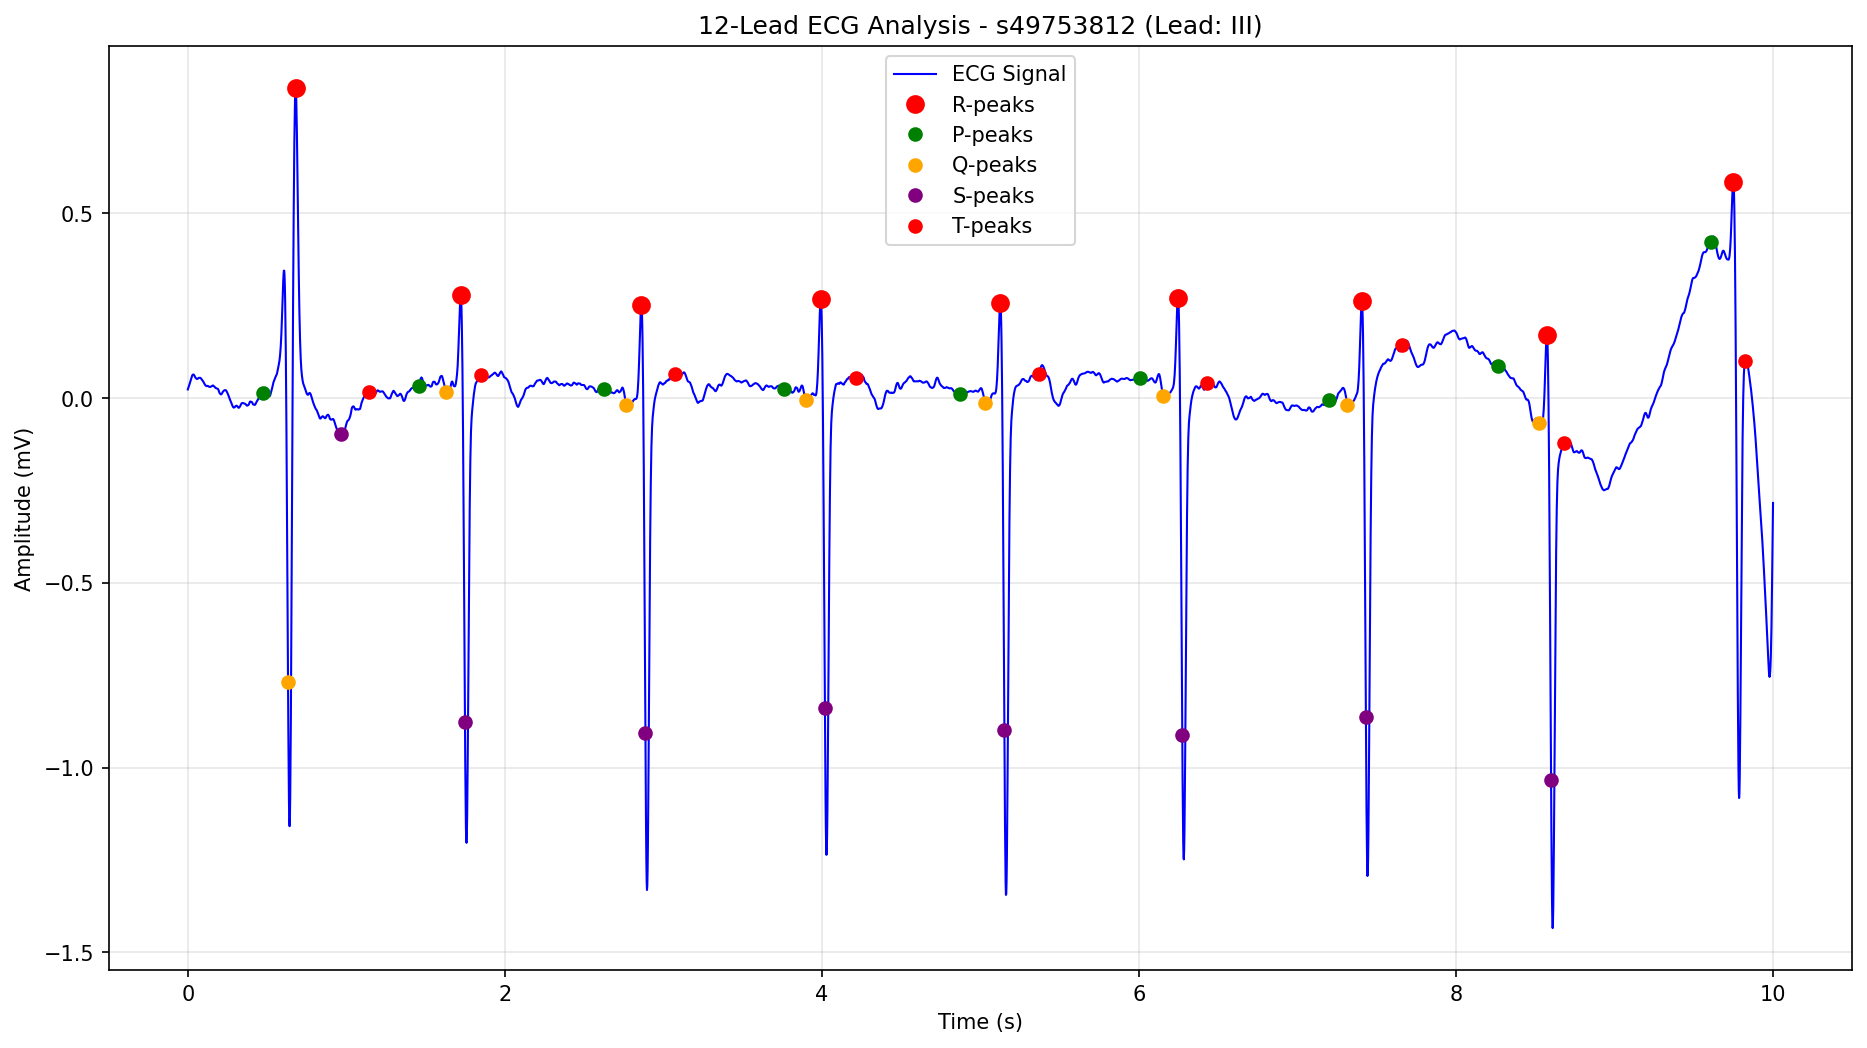 12-Lead ECG Analysis - s49753812 (Lead: III)
ECG Signal
R-peaks
P-peaks
Q-peaks
S-peaks
T-peaks
Amplitude (mV)
0.5
0.0
−0.5
−1.0
−1.5
0 2 4 6 8 10
Time (s)